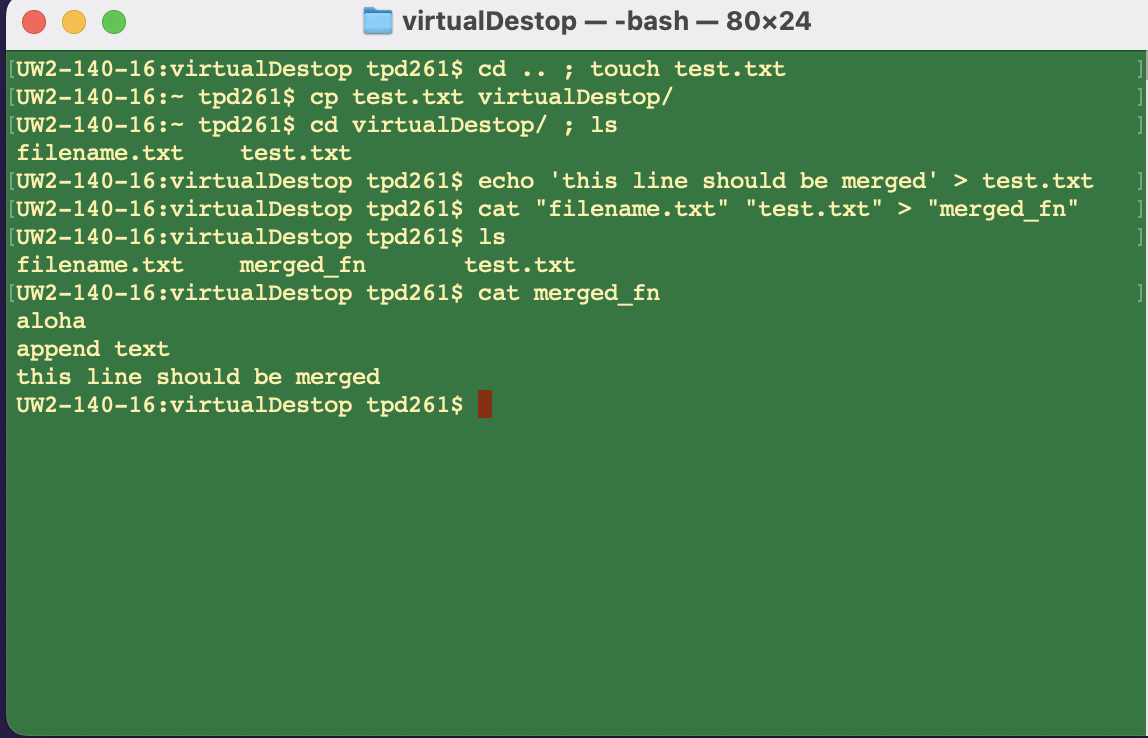 virtualDestop — -bash — 80×24
[UW2-140-16:virtualDestop tpd261$ cd .. ; touch test.txt ]
[UW2-140-16:~ tpd261$ cp test.txt virtualDestop/ ]
[UW2-140-16:~ tpd261$ cd virtualDestop/ ; ls ]
filename.txt    test.txt
[UW2-140-16:virtualDestop tpd261$ echo 'this line should be merged' > test.txt ]
[UW2-140-16:virtualDestop tpd261$ cat "filename.txt" "test.txt" > "merged_fn" ]
[UW2-140-16:virtualDestop tpd261$ ls ]
filename.txt    merged_fn       test.txt
[UW2-140-16:virtualDestop tpd261$ cat merged_fn ]
aloha
append text
this line should be merged
UW2-140-16:virtualDestop tpd261$